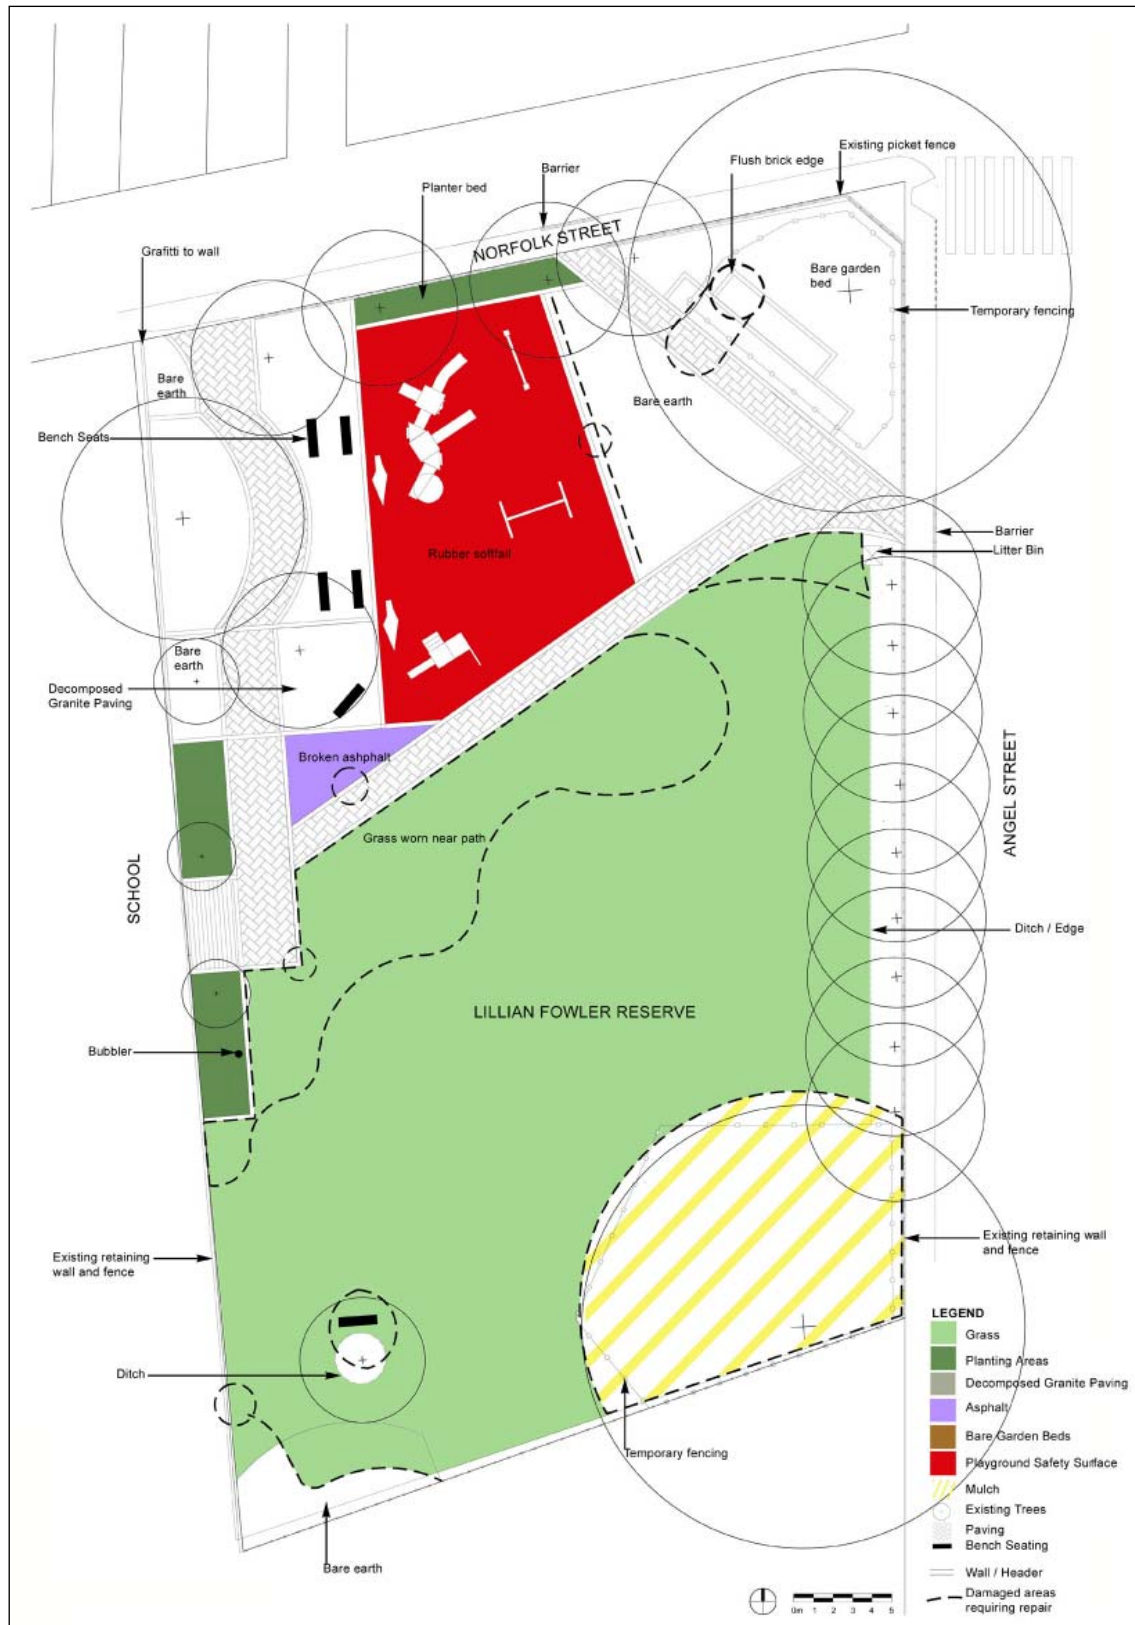 Existing picket fence
Flush brick edge
Barrier
Planter bed
NORFOLK STREET
Grafitti to wall
Bare garden
bed
Temporary fencing
Bare
earth
Bare earth
Bench Seats
Barrier
Litter Bin
Rubber softfall
Bare
earth
Decomposed
Granite Paving
Broken ashphalt
ANGEL STREET
Grass worn near path
SCHOOL
Ditch / Edge
LILLIAN FOWLER RESERVE
Bubbler
Existing retaining
wall and fence
Existing retaining wall
and fence
Ditch
Temporary fencing
Bare earth
LEGEND
Grass
Planting Areas
Decomposed Granite Paving
Asphalt
Bare Garden Beds
Playground Safety Surface
Mulch
Existing Trees
Paving
Bench Seating
Wall / Header
Damaged areas
requiring repair
0m 1 2 3 4 5